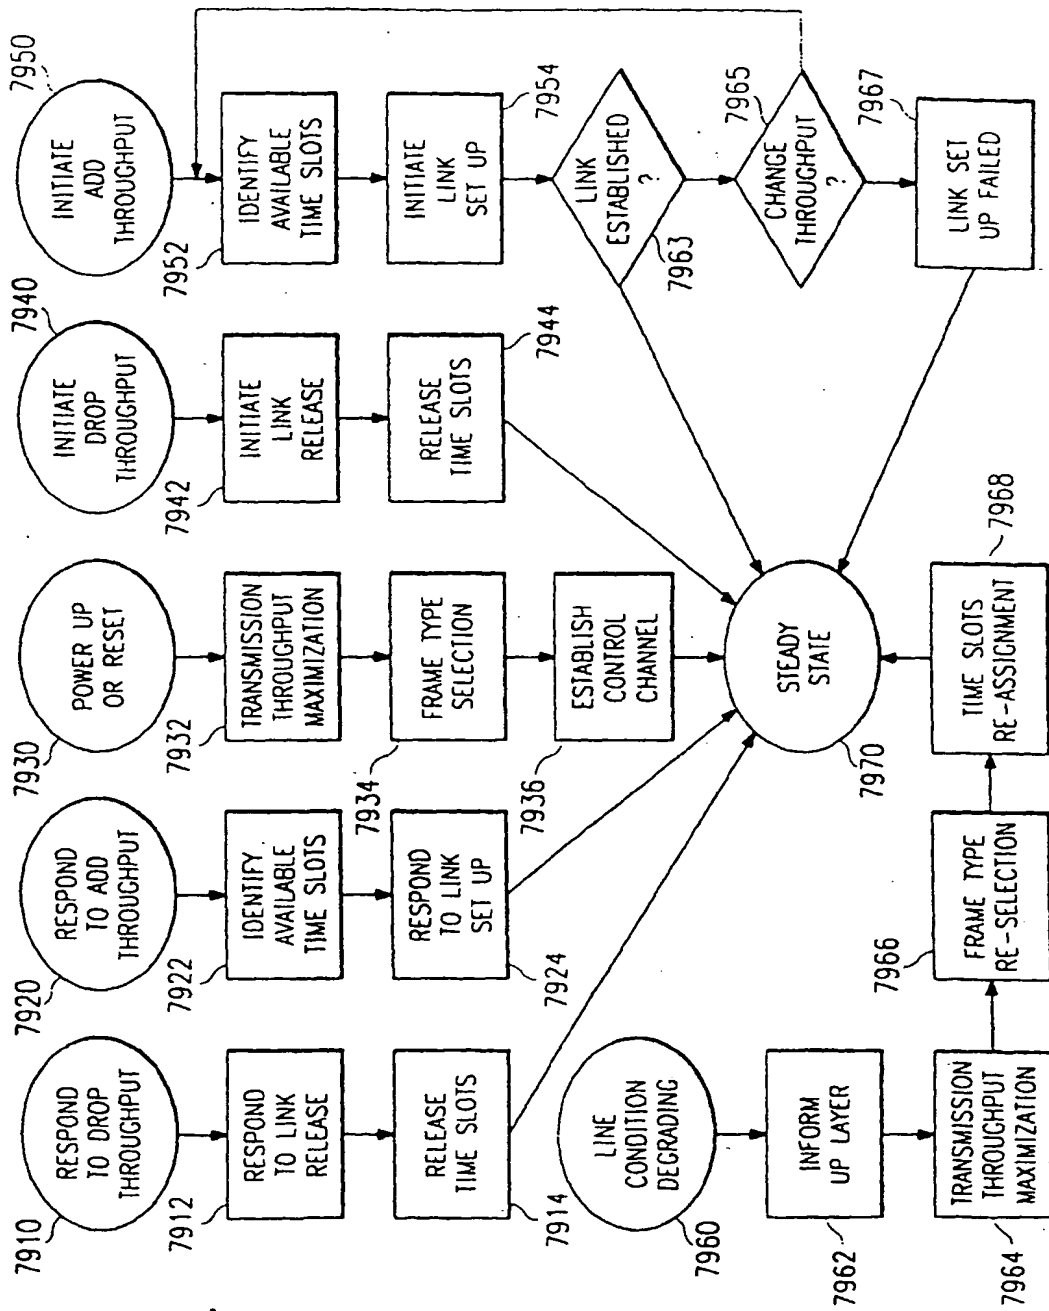 7910
RESPOND
TO DROP
THROUGHPUT
7912
RESPOND
TO LINK
RELEASE
RELEASE
TIME SLOTS
7914
7920
RESPOND
TO ADD
THROUGHPUT
7922
IDENTIFY
AVAILABLE
TIME SLOTS
RESPOND
TO LINK
SET UP
7924
7930
POWER UP
OR RESET
7932
TRANSMISSION
THROUGHPUT
MAXIMIZATION
7934
FRAME TYPE
SELECTION
7936
ESTABLISH
CONTROL
CHANNEL
7940
INITIATE
DROP
THROUGHPUT
7942
INITIATE
LINK
RELEASE
RELEASE
TIME SLOTS
7944
7950
INITIATE
ADD
THROUGHPUT
7952
IDENTIFY
AVAILABLE
TIME SLOTS
INITIATE
LINK
SET UP
7954
LINK
ESTABLISHED
?
7963
CHANGE
THROUGHPUT
?
7965
LINK SET
UP FAILED
7967
LINE
CONDITION
DEGRADING
7960
INFORM
UP LAYER
7962
TRANSMISSION
THROUGHPUT
MAXIMIZATION
7964
7966
FRAME TYPE
RE-SELECTION
TIME SLOTS
RE-ASSIGNMENT
7968
STEADY
STATE
7970